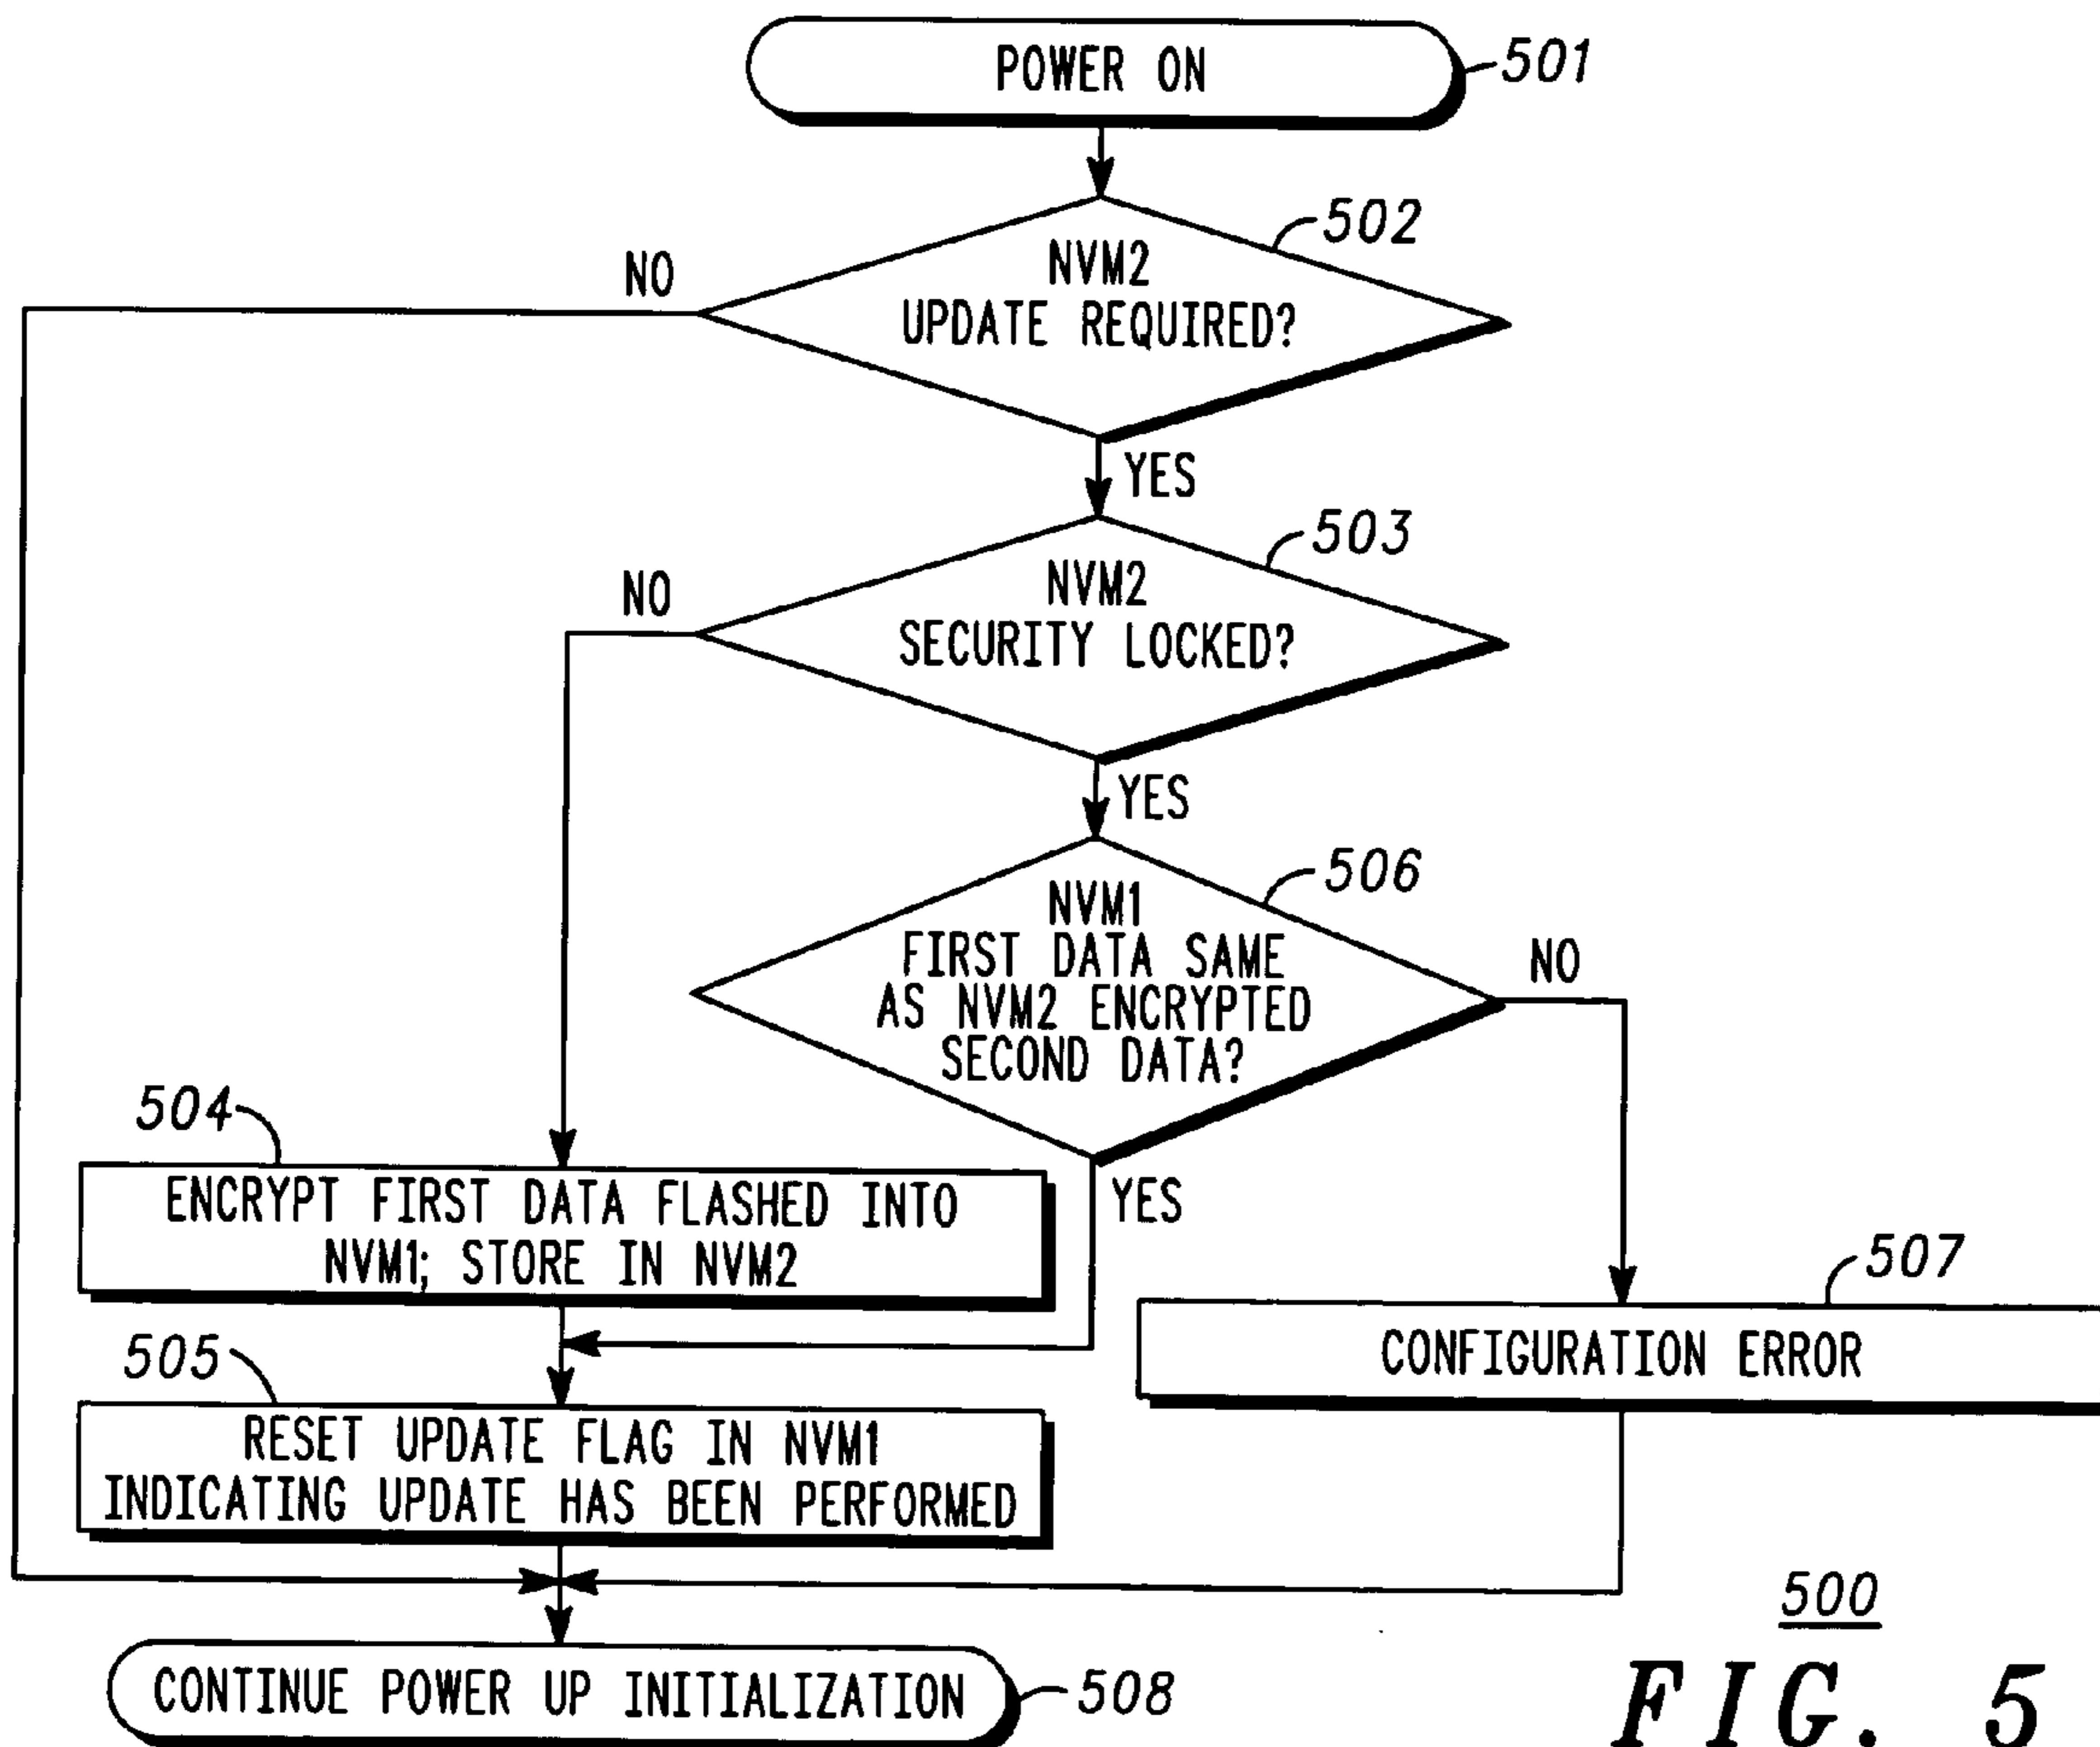 POWER ON
501
502
NVM2
UPDATE REQUIRED?
NO
YES
503
NVM2
SECURITY LOCKED?
NO
YES
506
NVM1
FIRST DATA SAME
AS NVM2 ENCRYPTED
SECOND DATA?
NO
YES
504
ENCRYPT FIRST DATA FLASHED INTO
NVM1; STORE IN NVM2
507
CONFIGURATION ERROR
505
RESET UPDATE FLAG IN NVM1
INDICATING UPDATE HAS BEEN PERFORMED
CONTINUE POWER UP INITIALIZATION
508
500
FIG. 5